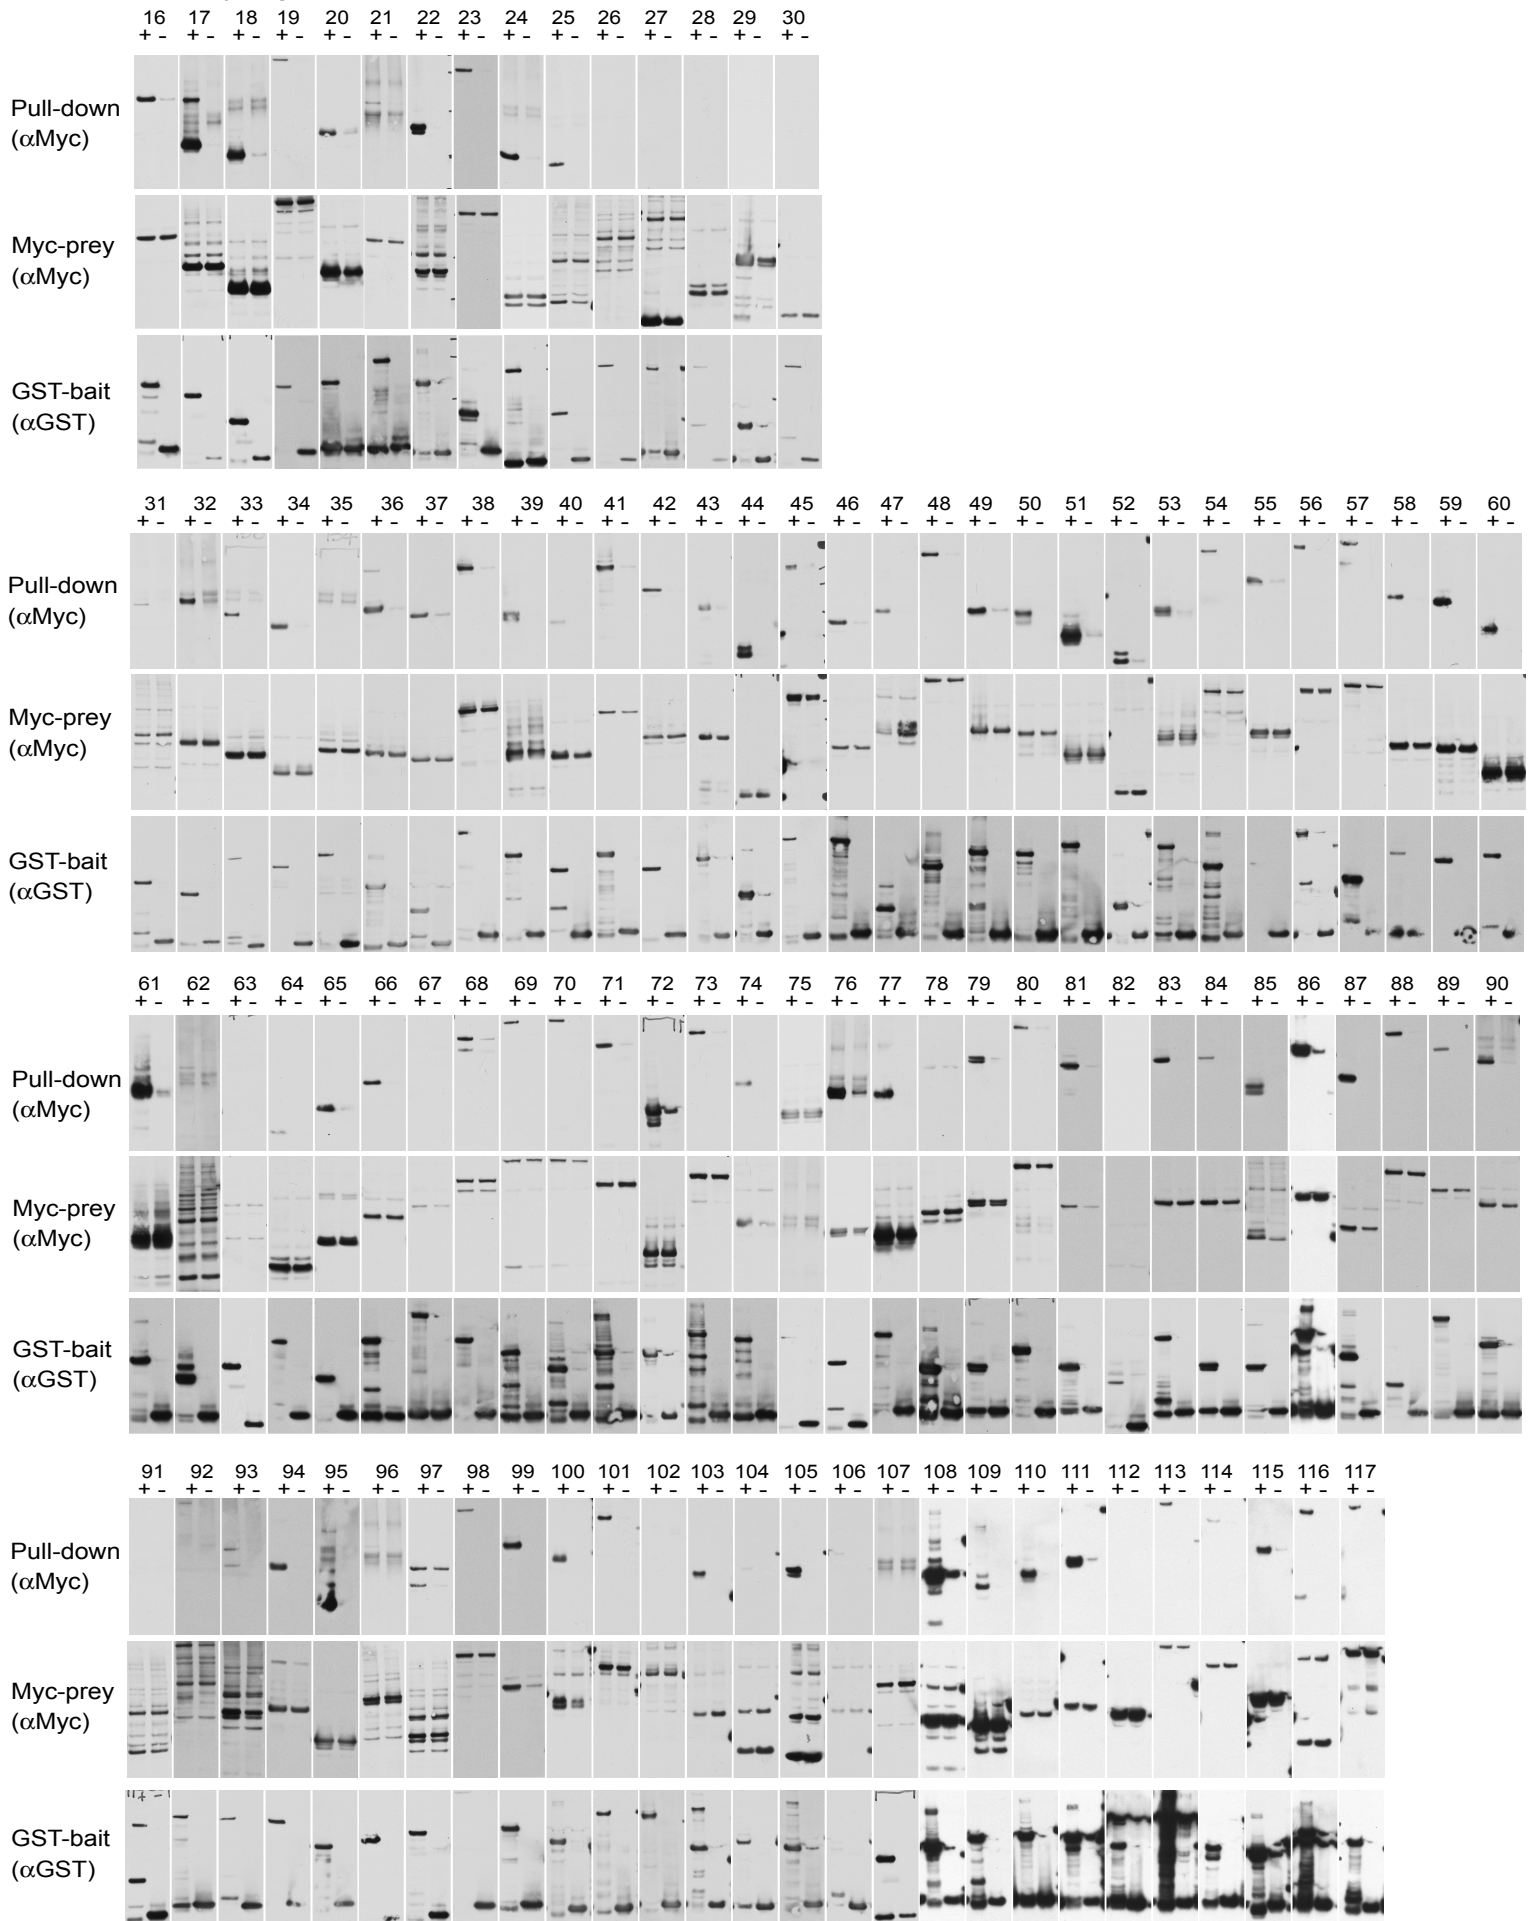 16 17 18 19 20 21 22 23 24 25 26 27 28 29 30
+ - + - + - + - + - + - + - + - + - + - + - + - + - + - + -
Pull-down
(αMyc)
Myc-prey
(αMyc)
GST-bait
(αGST)
31 32 33 34 35 36 37 38 39 40 41 42 43 44 45 46 47 48 49 50 51 52 53 54 55 56 57 58 59 60
+ - + - + - + - + - + - + - + - + - + - + - + - + - + - + - + - + - + - + - + - + - + - + - + - + - + - + - + - + - + -
Pull-down
(αMyc)
Myc-prey
(αMyc)
GST-bait
(αGST)
61 62 63 64 65 66 67 68 69 70 71 72 73 74 75 76 77 78 79 80 81 82 83 84 85 86 87 88 89 90
+ - + - + - + - + - + - + - + - + - + - + - + - + - + - + - + - + - + - + - + - + - + - + - + - + - + - + - + - + - + -
Pull-down
(αMyc)
Myc-prey
(αMyc)
GST-bait
(αGST)
91 92 93 94 95 96 97 98 99 100 101 102 103 104 105 106 107 108 109 110 111 112 113 114 115 116 117
+ - + - + - + - + - + - + - + - + - + - + - + - + - + - + - + - + - + - + - + - + - + - + - + - + - + - + -
Pull-down
(αMyc)
Myc-prey
(αMyc)
GST-bait
(αGST)